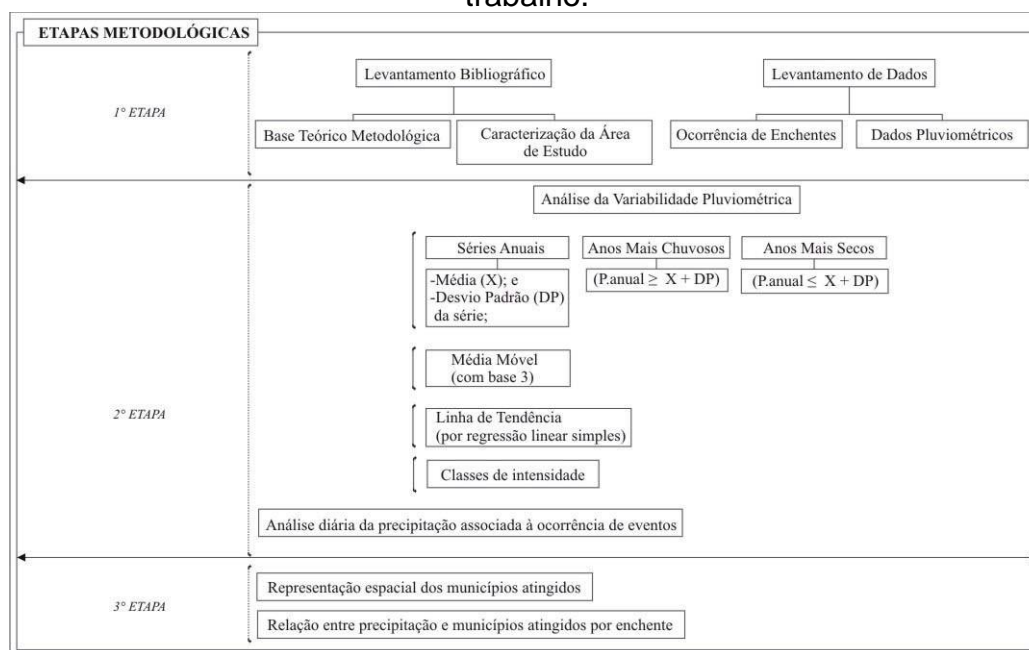 trabalho.
ETAPAS METODOLÓGICAS
1° ETAPA
Levantamento Bibliográfico
Base Teórico Metodológica
Caracterização da Área
de Estudo
Levantamento de Dados
Ocorrência de Enchentes
Dados Pluviométricos
2° ETAPA
Análise da Variabilidade Pluviométrica
Séries Anuais
-Média (X); e
-Desvio Padrão (DP)
da série;
Anos Mais Chuvosos
(P.anual ≥ X + DP)
Anos Mais Secos
(P.anual ≤ X + DP)
Média Móvel
(com base 3)
Linha de Tendência
(por regressão linear simples)
Classes de intensidade
Análise diária da precipitação associada à ocorrência de eventos
3° ETAPA
Representação espacial dos municípios atingidos
Relação entre precipitação e municípios atingidos por enchente